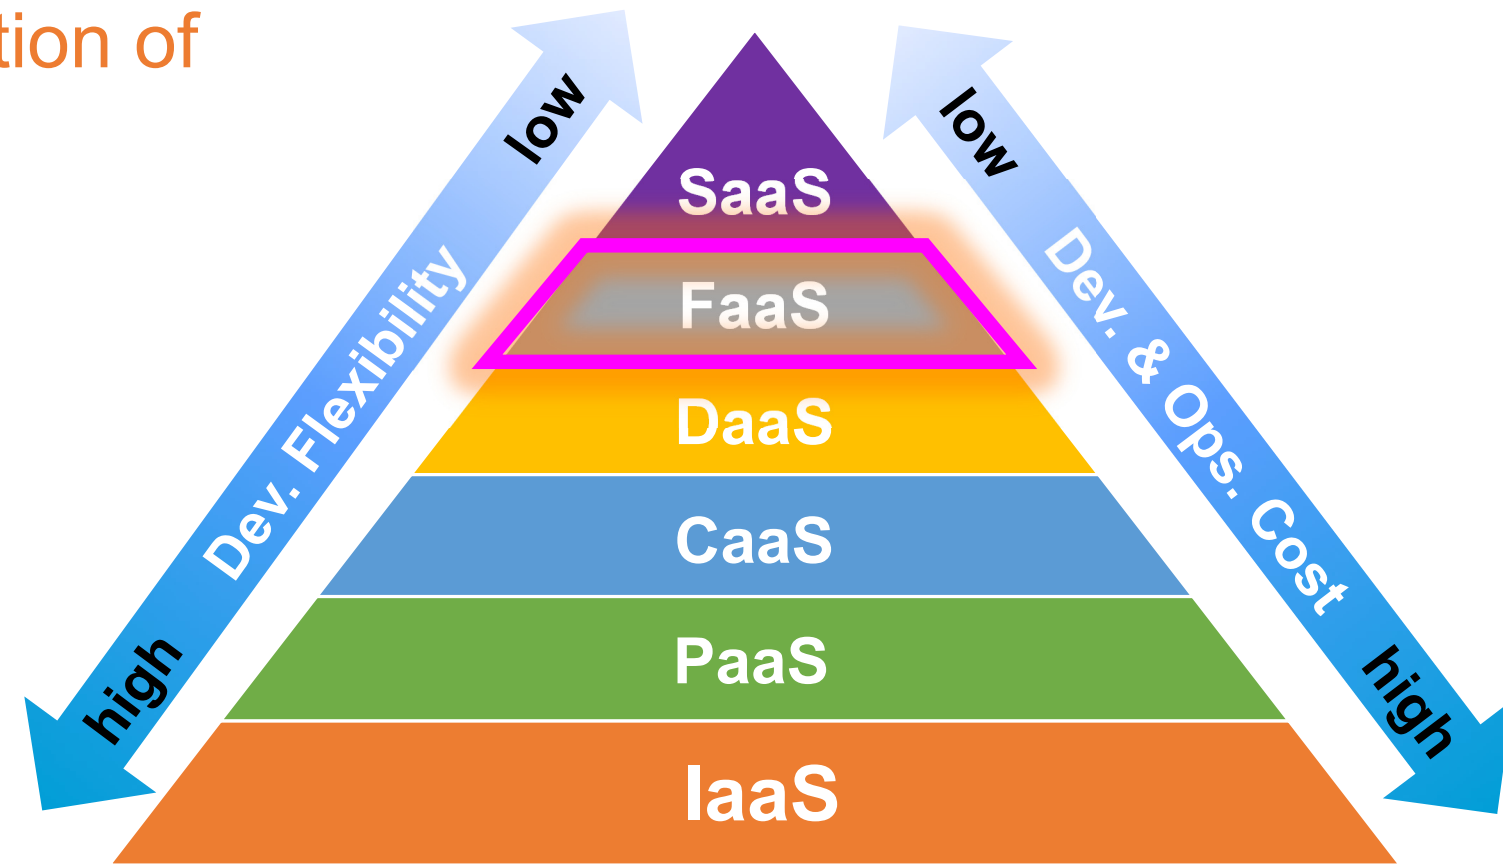 tion of
low
low
SaaS
FaaS
DaaS
CaaS
PaaS
IaaS
Dev. Flexibility
Dev. & Ops. Cost
high
high